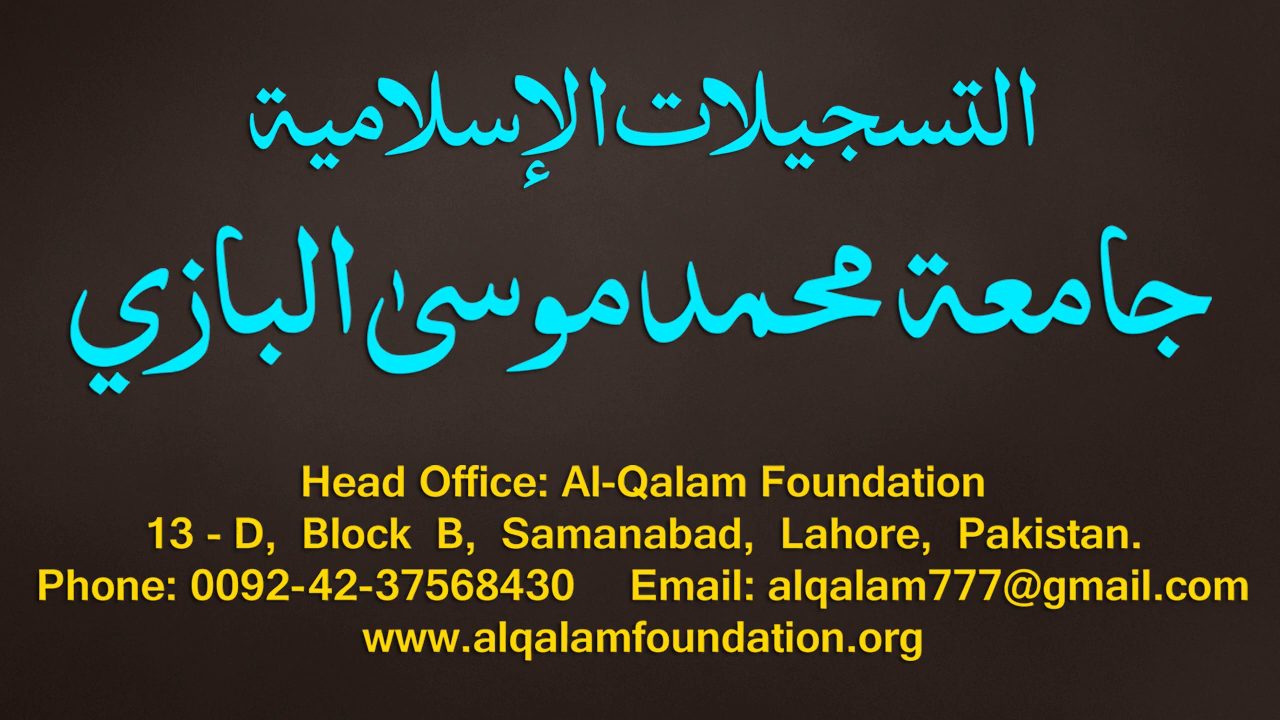 التسجيلات الإسلامية
جامعة محمد موسىٰ البازي
Head Office: Al-Qalam Foundation
13 - D, Block B, Samanabad, Lahore, Pakistan.
Phone: 0092-42-37568430 Email: alqalam777@gmail.com
www.alqalamfoundation.org